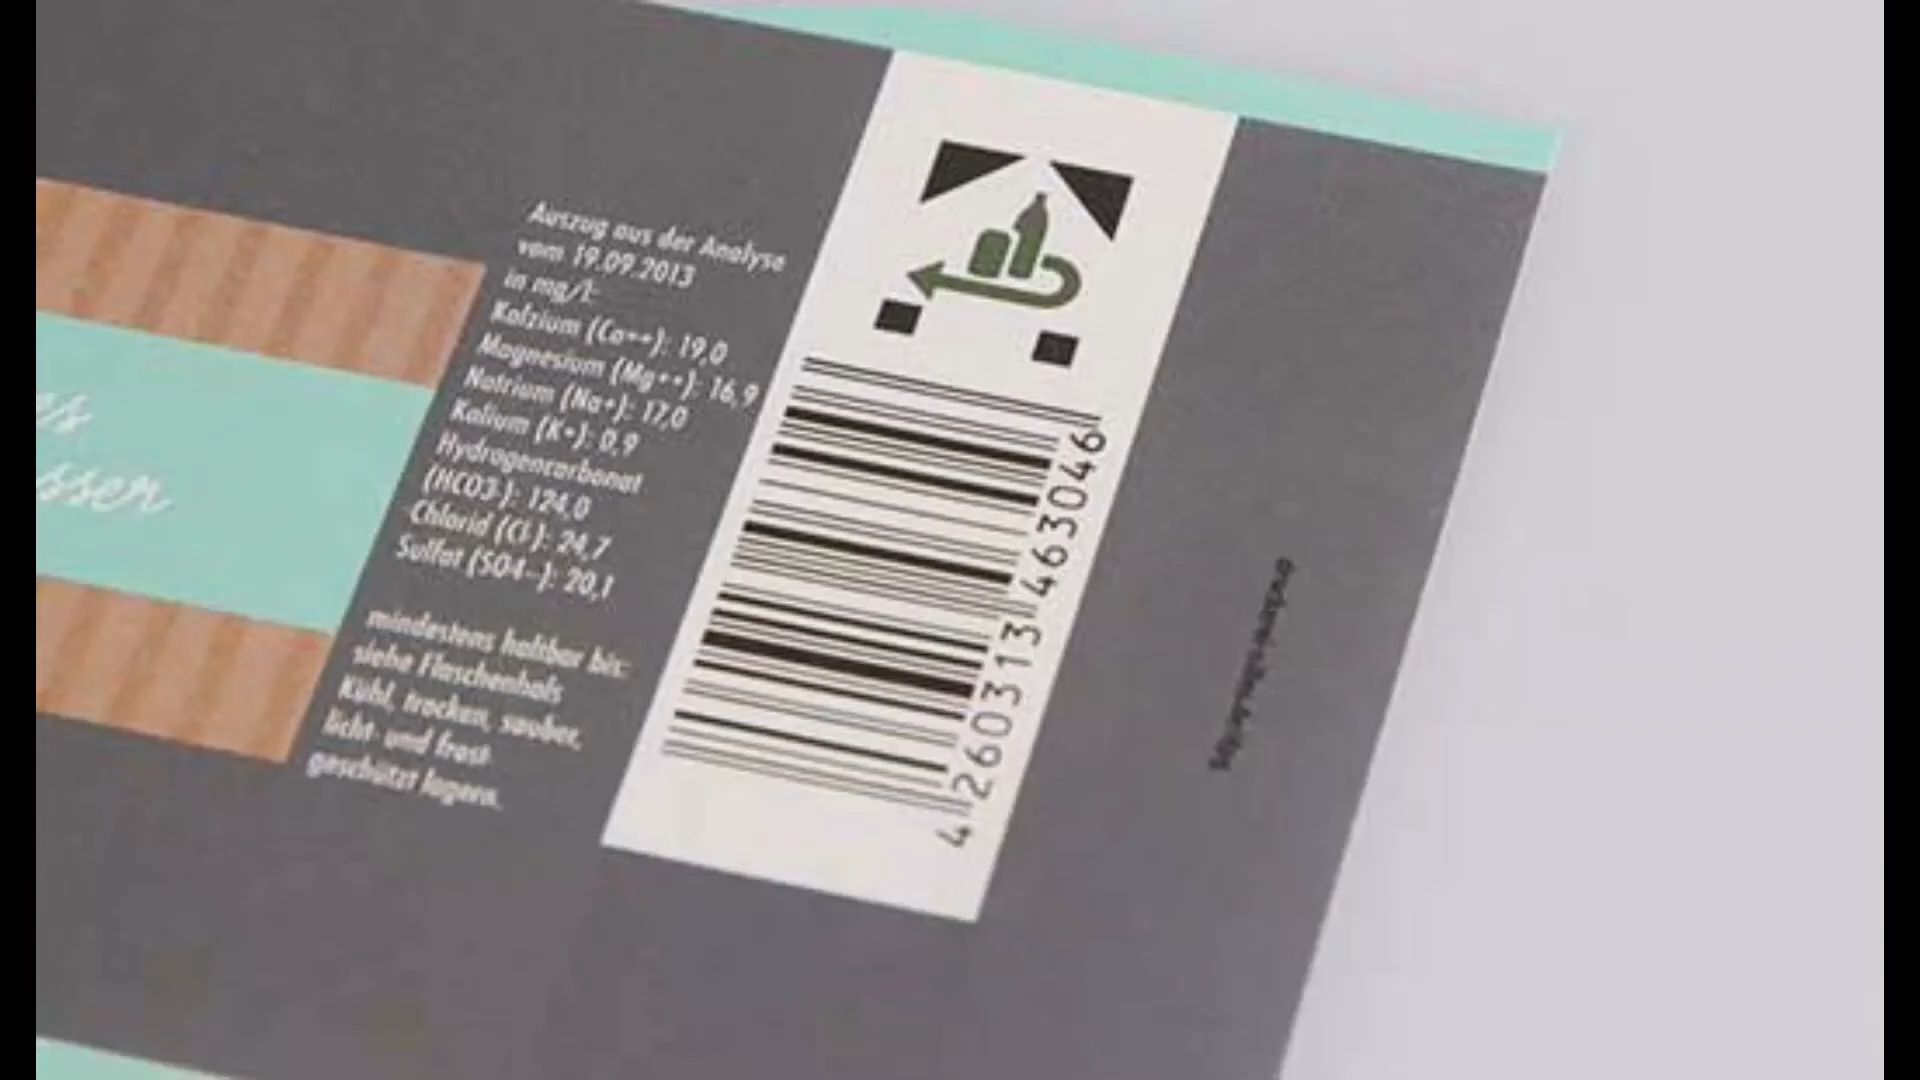 Auszug aus der Analyse
vom 19.09.2013
in mg/l:
Kalzium (Ca++): 19,0
Magnesium (Mg++): 16,9
Natrium (Na+): 17,0
Kalium (K+): 0,9
Hydrogencarbonat
(HCO3-): 124,0
Chlorid (Cl-): 24,7
Sulfat (SO4--): 20,1
mindestens haltbar bis:
siehe Flaschenhals
Kühl, trocken, sauber,
licht- und frost-
geschützt lagern.
4 260313 463046